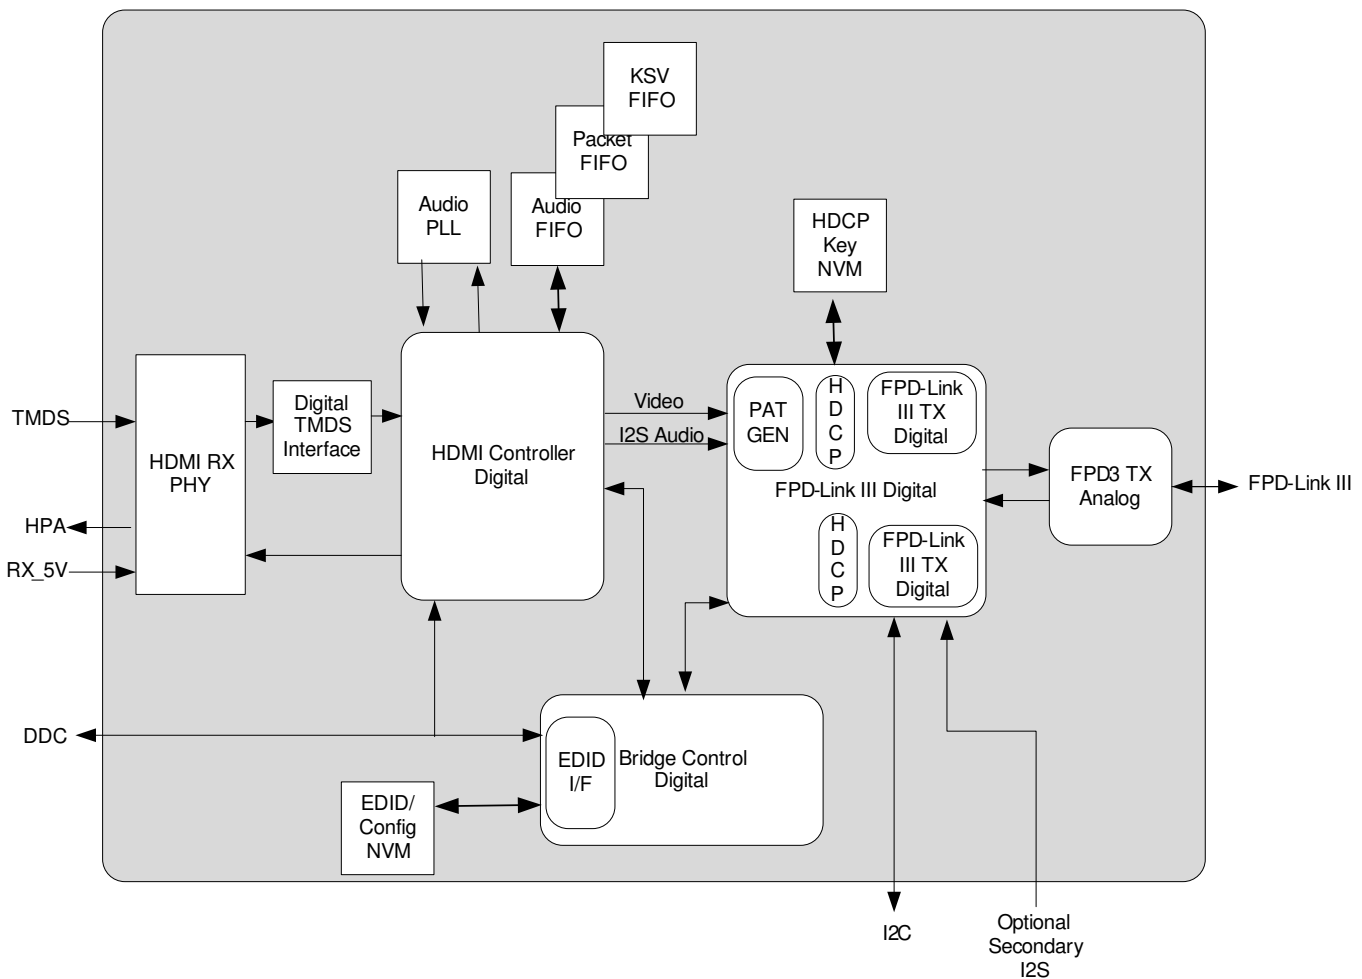 KSV
FIFO
Packet
FIFO
Audio
PLL
Audio
FIFO
HDCP
Key
NVM
TMDS
HDMI RX
PHY
Digital
TMDS
Interface
HDMI Controller
Digital
Video
I2S Audio
PAT
GEN
H
D
C
P
FPD-Link
III TX
Digital
FPD-Link III Digital
H
D
C
P
FPD-Link
III TX
Digital
FPD3 TX
Analog
FPD-Link III
HPA
RX_5V
DDC
EDID
I/F
Bridge Control
Digital
EDID/
Config
NVM
I2C
Optional
Secondary
I2S